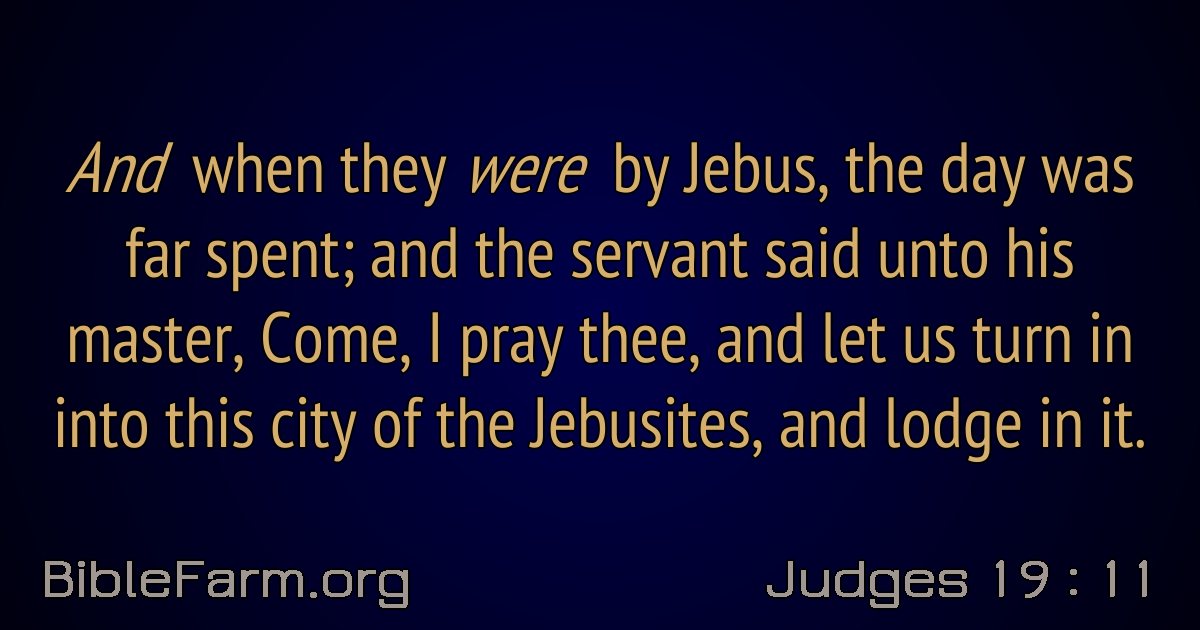 And when they were by Jebus, the day was
far spent; and the servant said unto his
master, Come, I pray thee, and let us turn in
into this city of the Jebusites, and lodge in it.
BibleFarm.org
Judges 19 : 11